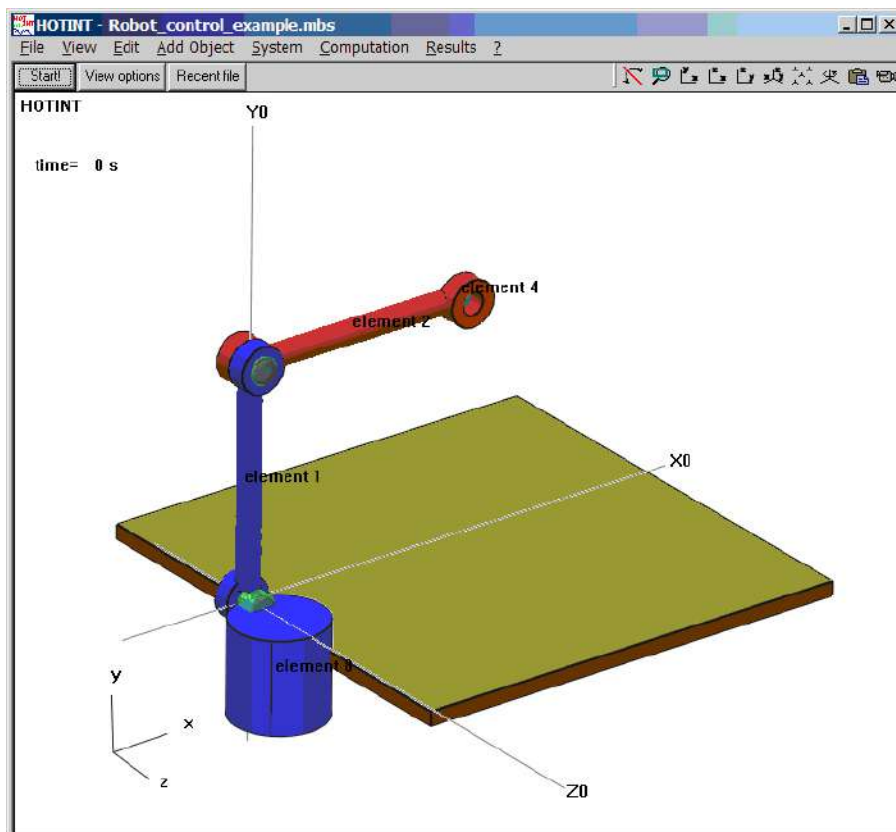 HOTINT - Robot_control_example.mbs
File View Edit Add Object System Computation Results ?
Start! View options Recent file
HOTINT
Y0
time= 0 s
element 4
element 2
X0
element 1
element 3
y
x
z
Z0